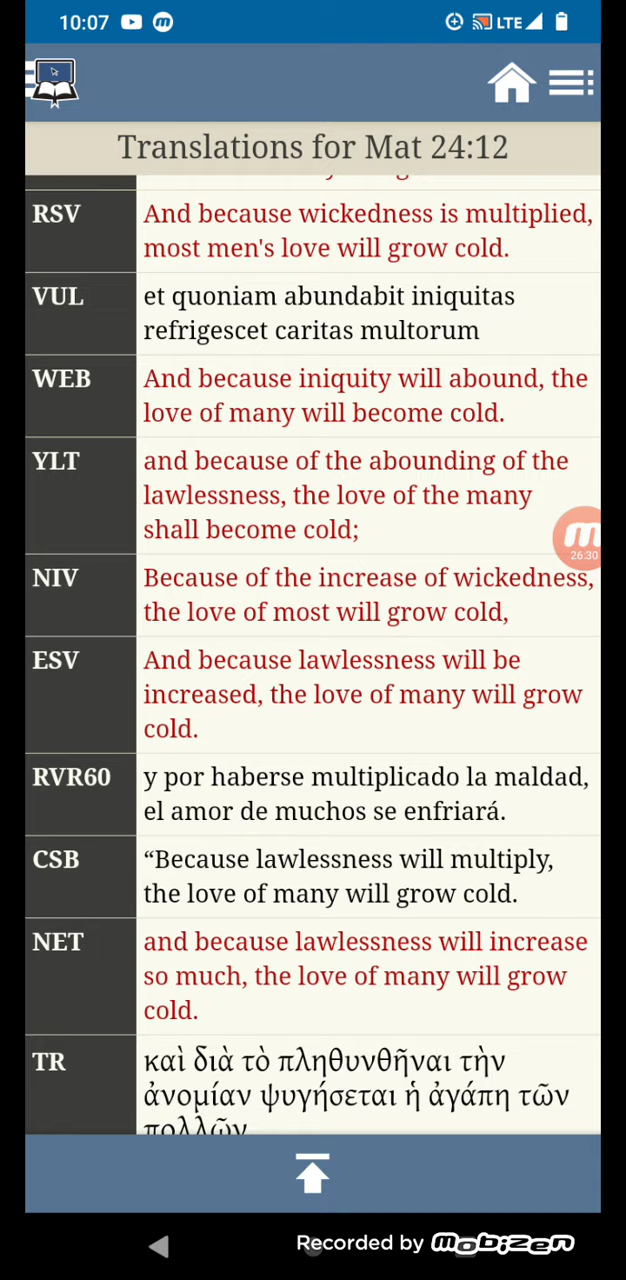 10:07 LTE
Translations for Mat 24:12
RSV
And because wickedness is multiplied,
most men's love will grow cold.
VUL
et quoniam abundabit iniquitas
refrigescet caritas multorum
WEB
And because iniquity will abound, the
love of many will become cold.
YLT
and because of the abounding of the
lawlessness, the love of the many
shall become cold;
26:30
NIV
Because of the increase of wickedness,
the love of most will grow cold,
ESV
And because lawlessness will be
increased, the love of many will grow
cold.
RVR60
y por haberse multiplicado la maldad,
el amor de muchos se enfriará.
CSB
“Because lawlessness will multiply,
the love of many will grow cold.
NET
and because lawlessness will increase
so much, the love of many will grow
cold.
TR
καὶ διὰ τὸ πληθυνθῆναι τὴν
ἀνομίαν ψυγήσεται ἡ ἀγάπη τῶν
πολλῶν
Recorded by mobizen